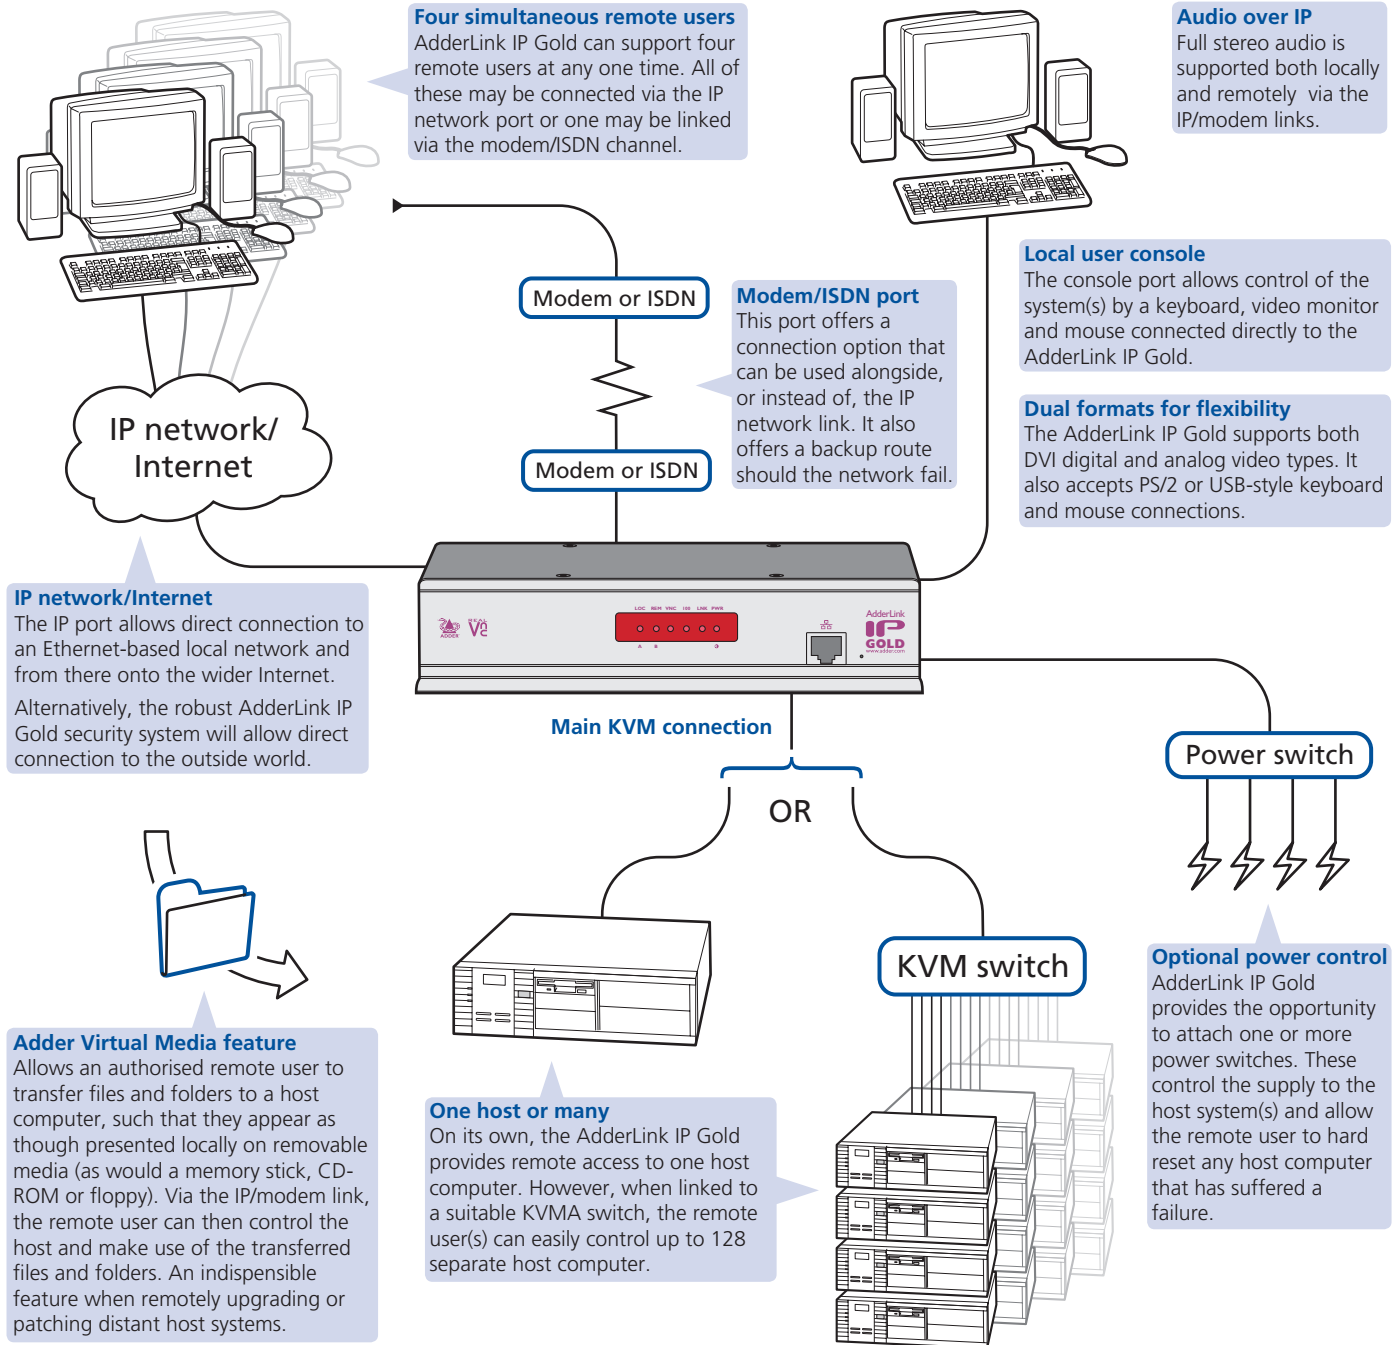 Four simultaneous remote users
AdderLink IP Gold can support four
remote users at any one time. All of
these may be connected via the IP
network port or one may be linked
via the modem/ISDN channel.
Audio over IP
Full stereo audio is
supported both locally
and remotely via the
IP/modem links.
Local user console
The console port allows control of the
system(s) by a keyboard, video monitor
and mouse connected directly to the
AdderLink IP Gold.
Modem or ISDN
Modem/ISDN port
This port offers a
connection option that
can be used alongside,
or instead of, the IP
network link. It also
offers a backup route
should the network fail.
Modem or ISDN
Dual formats for flexibility
The AdderLink IP Gold supports both
DVI digital and analog video types. It
also accepts PS/2 or USB-style keyboard
and mouse connections.
IP network/
Internet
IP network/Internet
The IP port allows direct connection to
an Ethernet-based local network and
from there onto the wider Internet.
Alternatively, the robust AdderLink IP
Gold security system will allow direct
connection to the outside world.
ADDER
REAL
VNC
LOC REM VNC 100 LNK PWR
A B
AdderLink
IP
GOLD
www.adder.com
Main KVM connection
OR
Power switch
KVM switch
Optional power control
AdderLink IP Gold
provides the opportunity
to attach one or more
power switches. These
control the supply to the
host system(s) and allow
the remote user to hard
reset any host computer
that has suffered a
failure.
Adder Virtual Media feature
Allows an authorised remote user to
transfer files and folders to a host
computer, such that they appear as
though presented locally on removable
media (as would a memory stick, CD-
ROM or floppy). Via the IP/modem link,
the remote user can then control the
host and make use of the transferred
files and folders. An indispensible
feature when remotely upgrading or
patching distant host systems.
One host or many
On its own, the AdderLink IP Gold
provides remote access to one host
computer. However, when linked to
a suitable KVMA switch, the remote
user(s) can easily control up to 128
separate host computer.